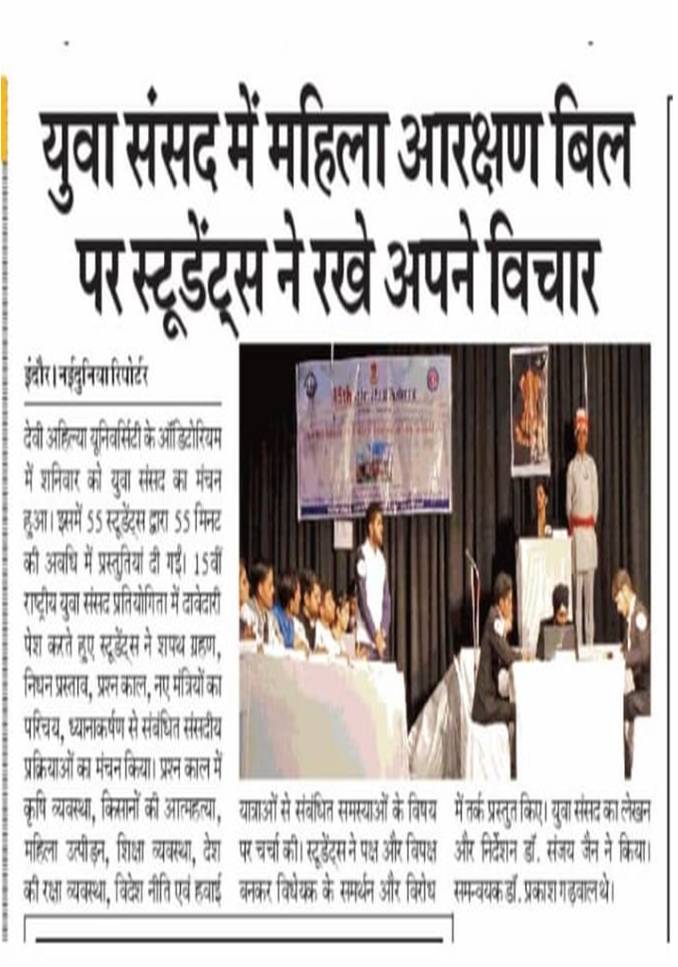 युवा संसद में महिला आरक्षण बिल
पर स्टूडेंट्स ने रखे अपने विचार
इंदौर। नईदुनिया रिपोर्टर
देवी अहिल्या यूनिवर्सिटी के ऑडिटोरियम
में शनिवार को युवा संसद का मंचन
हुआ। इसमें 55 स्टूडेंट्स द्वारा 55 मिनट
की अवधि में प्रस्तुतियां दी गईं। 15वीं
राष्ट्रीय युवा संसद प्रतियोगिता में दावेदारी
पेश करते हुए स्टूडेंट्स ने शपथ ग्रहण,
निधन प्रस्ताव, प्रश्न काल, नए मंत्रियों का
परिचय, ध्यानाकर्षण से संबंधित संसदीय
प्रक्रियाओं का मंचन किया। प्रश्न काल में
कृषि व्यवस्था, किसानों की आत्महत्या,
महिला उत्पीड़न, शिक्षा व्यवस्था, देश
की रक्षा व्यवस्था, विदेश नीति एवं हवाई
यात्राओं से संबंधित समस्याओं के विषय
पर चर्चा की। स्टूडेंट्स ने पक्ष और विपक्ष
बनकर विधेयक के समर्थन और विरोध
में तर्क प्रस्तुत किए। युवा संसद का लेखन
और निर्देशन डॉ. संजय जैन ने किया।
समन्वयक डॉ. प्रकाश गढ़वाल थे।
15th